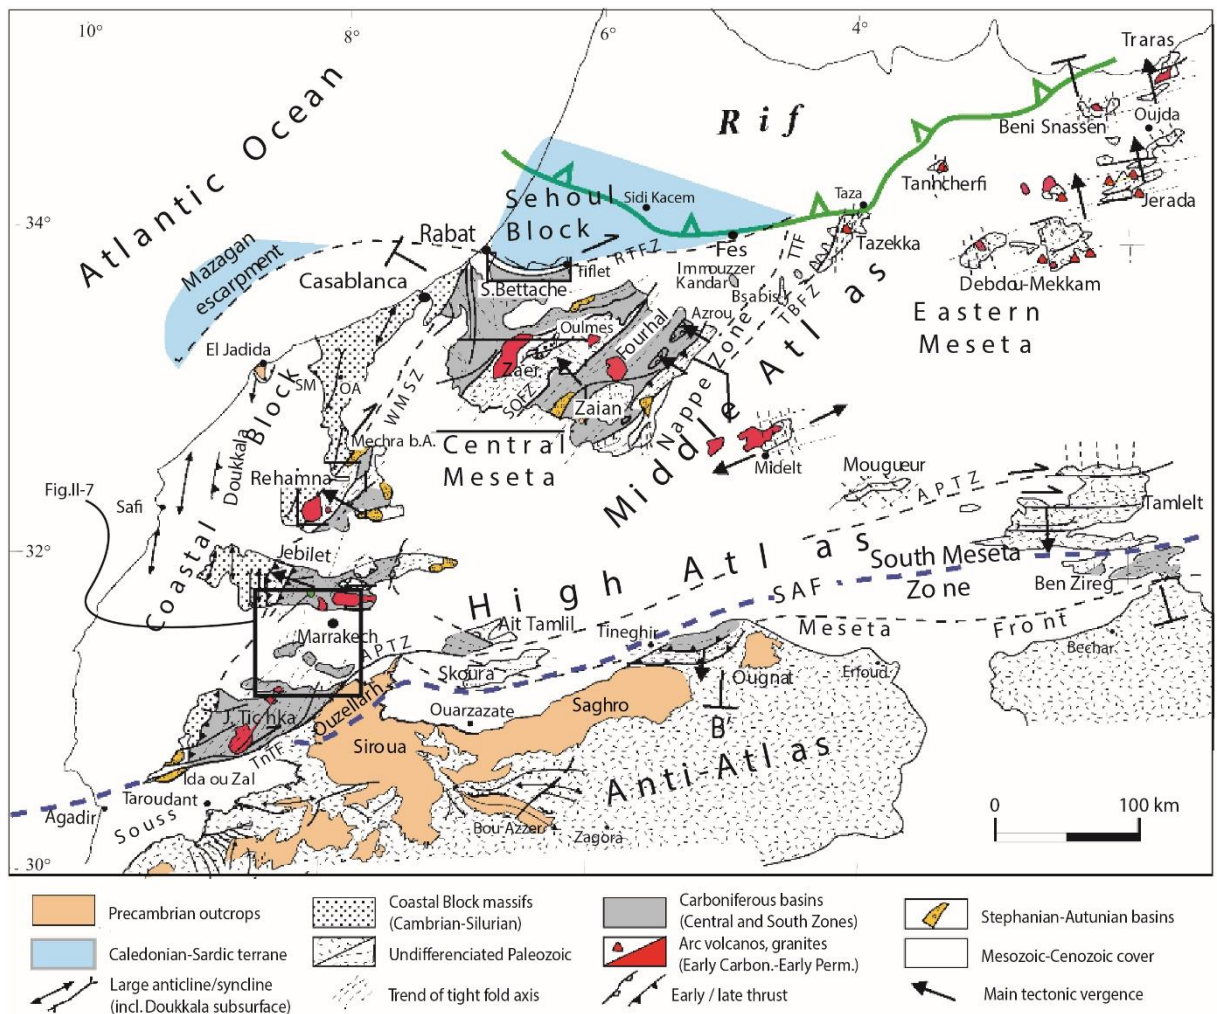 10°
8°
6°
4°
Traras
Atlantic Ocean
Rif
Beni Snassen
Oujda
Sehoul
Block
Sidi Kacem
Taza
Tanncherfi
Jerada
34°
Rabat
Mazagan
escarpment
Casablanca
RTFZ
Fes
TTF
Tazekka
Tiflet
S.Bettache
Immouzzer
Kandar
Bsabis
TBFZ
Debdou-Mekkam
Eastern
Meseta
El Jadida
Oulmes
Fourhal
Azrou
Zaer
SM
OA
WMSZ
SOFZ
Zaian
Nappe Zone
Middle Atlas
Coastal Block
Doukkala
Mechra b.A.
Central
Meseta
Midelt
Mougueur
Fig.II-7
Rehamna
Safi
APTZ
Tamlelt
32°
Jebilet
High Atlas
South Meseta
Zone
SAF
Ben Zireg
Marrakech
APTZ
Ait Tamlil
Tineghir
Meseta
Front
Bechar
Skoura
Ougnat
Erfoud
J. Tichka
Ouzellarh
Ouarzazate
Saghro
B'
TnTF
Siroua
Anti-Atlas
Ida ou Zal
Taroudant
Agadir
Souss
Bou Azzer
Zagora
0
100 km
30°
Precambrian outcrops
Coastal Block massifs
(Cambrian-Silurian)
Carboniferous basins
(Central and South Zones)
Stephanian-Autunian basins
Caledonian-Sardic terrane
Undifferenciated Paleozoic
Arc volcanos, granites
(Early Carbon.-Early Perm.)
Mesozoic-Cenozoic cover
Large anticline/syncline
(incl. Doukkala subsurface)
Trend of tight fold axis
Early / late thrust
Main tectonic vergence